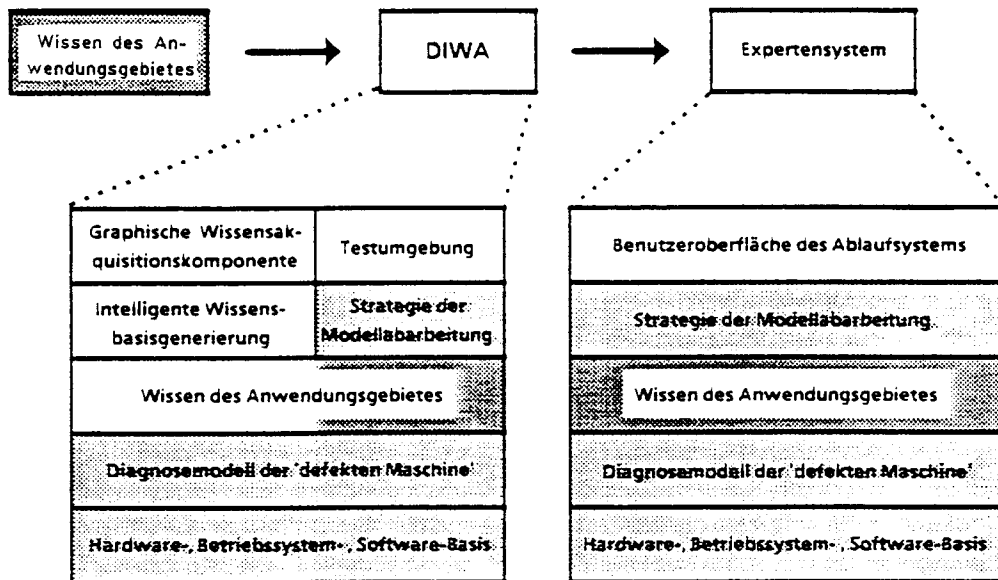 Wissen des An-
wendungsgebietes
DIWA
Expertensystem
Graphische Wissensak-
quisitionskomponente
Testumgebung
Intelligente Wissens-
basisgenerierung
Strategie der
Modellabarbeitung
Wissen des Anwendungsgebietes
Diagnosemodell der 'defekten Maschine'
Hardware-, Betriebssystem-, Software-Basis
Benutzeroberfläche des Ablaufsystems
Strategie der Modellabarbeitung
Wissen des Anwendungsgebietes
Diagnosemodell der 'defekten Maschine'
Hardware-, Betriebssystem-, Software-Basis